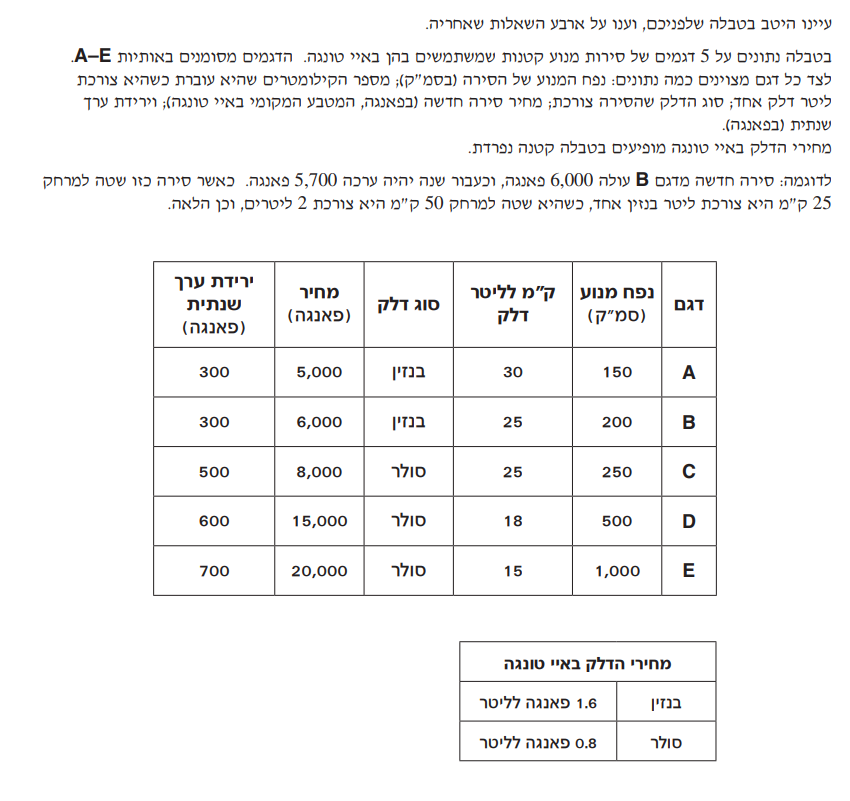 עיינו היטב בטבלה שלפניכם, וענו על ארבע השאלות שאחריה.
בטבלה נתונים על 5 דגמים של סירות מנוע קטנות שמשתמשים בהן באיי טונגה. הדגמים מסומנים באותיות A–E.
לצד כל דגם מצוינים כמה נתונים: נפח המנוע של הסירה (בסמ"ק); מספר הקילומטרים שהיא עוברת כשהיא צורכת
ליטר דלק אחד; סוג הדלק שהסירה צורכת; מחיר סירה חדשה (בפאנגה, המטבע המקומי באיי טונגה); וירידת ערך
שנתית (בפאנגה).
מחירי הדלק באיי טונגה מופיעים בטבלה קטנה נפרדת.
לדוגמה: סירה חדשה מדגם B עולה 6,000 פאנגה, וכעבור שנה יהיה ערכה 5,700 פאנגה. כאשר סירה כזו שטה למרחק
25 ק"מ היא צורכת ליטר בנזין אחד, כשהיא שטה למרחק 50 ק"מ היא צורכת 2 ליטרים, וכן הלאה.
דגם נפח מנוע (סמ"ק) ק"מ לליטר דלק סוג דלק מחיר (פאנגה) ירידת ערך שנתית (פאנגה)
A 150 30 בנזין 5,000 300
B 200 25 בנזין 6,000 300
C 250 25 סולר 8,000 500
D 500 18 סולר 15,000 600
E 1,000 15 סולר 20,000 700
מחירי הדלק באיי טונגה
בנזין 1.6 פאנגה לליטר
סולר 0.8 פאנגה לליטר